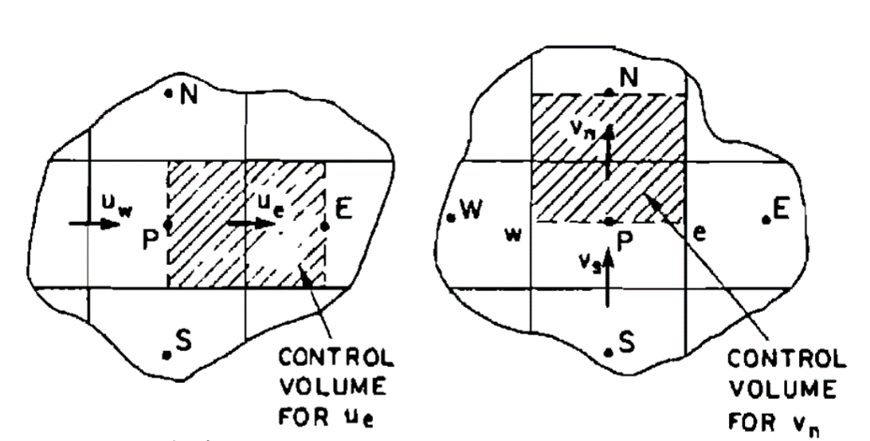 N
u_w
u_e
E
P
S
CONTROL
VOLUME
FOR u_e
N
v_n
W
w
P
e
E
v_s
S
CONTROL
VOLUME
FOR v_n